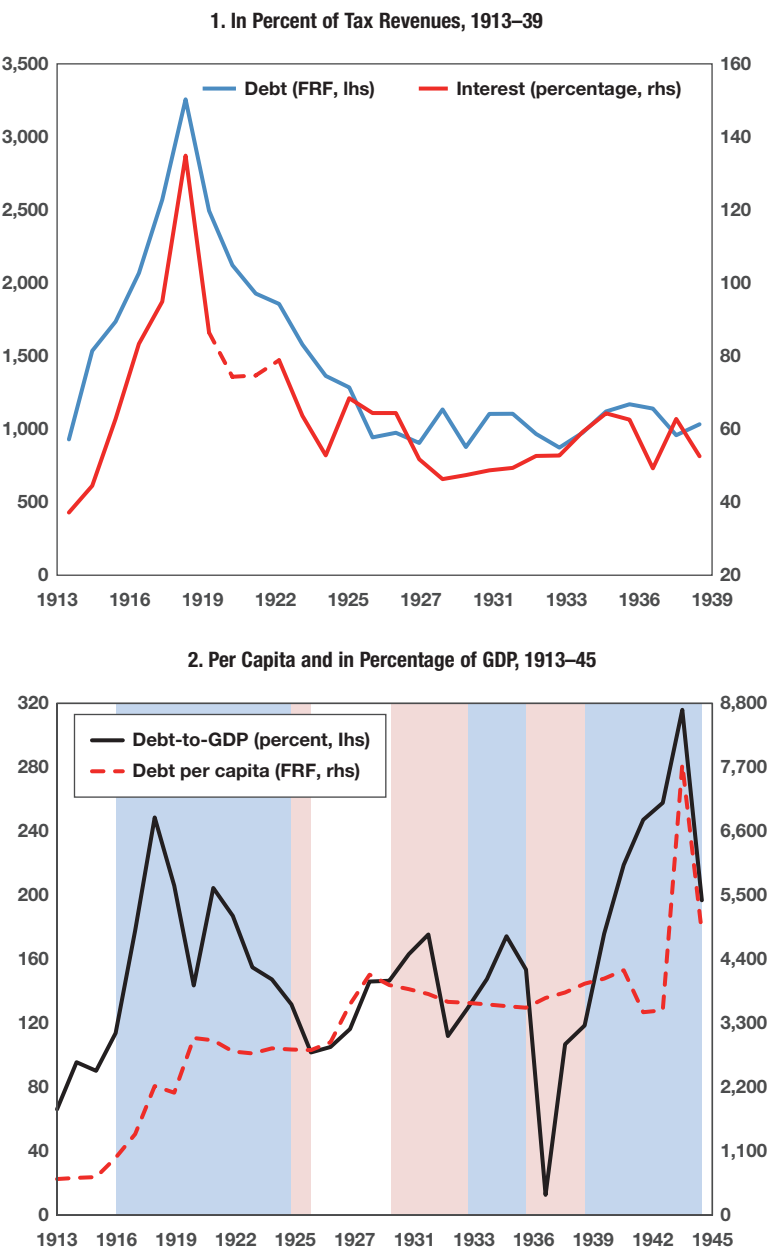 1. In Percent of Tax Revenues, 1913–39
3,500 160
Debt (FRF, lhs) Interest (percentage, rhs)
3,000 140
2,500 120
2,000 100
1,500 80
1,000 60
500 40
0 20
1913 1916 1919 1922 1925 1927 1931 1933 1936 1939
2. Per Capita and in Percentage of GDP, 1913–45
320 8,800
Debt-to-GDP (percent, lhs)
280 7,700
Debt per capita (FRF, rhs)
240 6,600
200 5,500
160 4,400
120 3,300
80 2,200
40 1,100
0 0
1913 1916 1919 1922 1925 1927 1931 1933 1936 1939 1942 1945